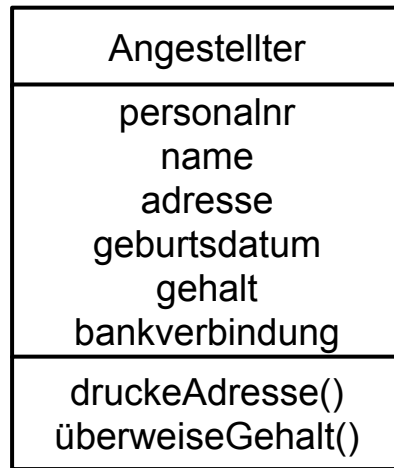 Angestellter
personalnr
name
adresse
geburtsdatum
gehalt
bankverbindung
druckeAdresse()
überweiseGehalt()